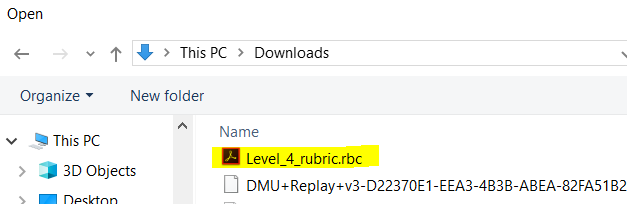 Open
This PC > Downloads
Organize New folder
This PC
Name
3D Objects
Level_4_rubric.rbc
Desktop
DMU+Replay+v3-D22370E1-EEA3-4B3B-ABEA-82FA51B2